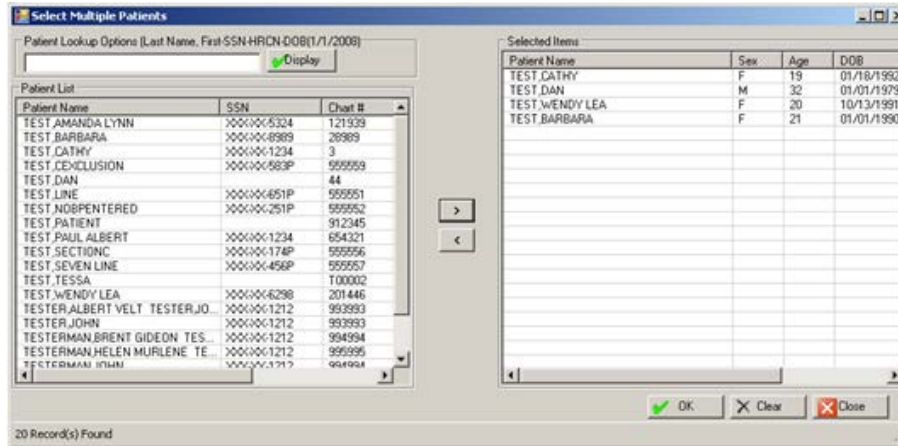 Select Multiple Patients
Patient Lookup Options (Last Name, First-SSN-HRCN-DOB(1/1/2008)
Display
Patient List
Patient Name SSN Chart #
TEST,AMANDA LYNN XXX-XX-5324 121939
TEST,BARBARA XXX-XX-8989 28989
TEST,CATHY XXX-XX-1234 3
TEST,CEXCLUSION XXX-XX-583P 555559
TEST,DAN 44
TEST,LINE XXX-XX-651P 555551
TEST,NOBPENTERED XXX-XX-251P 555552
TEST,PATIENT 912345
TEST,PAUL ALBERT XXX-XX-1234 654321
TEST,SECTIONC XXX-XX-174P 555556
TEST,SEVEN LINE XXX-XX-456P 555557
TEST,TESSA T00002
TEST,WENDY LEA XXX-XX-6298 201446
TESTER,ALBERT VELT TESTER,JO... XXX-XX-1212 993993
TESTER,JOHN XXX-XX-1212 993993
TESTERMAN,BRENT GIDEON TES... XXX-XX-1212 994994
TESTERMAN,HELEN MURLENE TE... XXX-XX-1212 995995
TESTERMAN,JOHN XXX-XX-1212 994994
>
<
Selected Items
Patient Name Sex Age DOB
TEST,CATHY F 19 01/18/1992
TEST,DAN M 32 01/01/1979
TEST,WENDY LEA F 20 10/13/1991
TEST,BARBARA F 21 01/01/1990
OK Clear Close
20 Record(s) Found